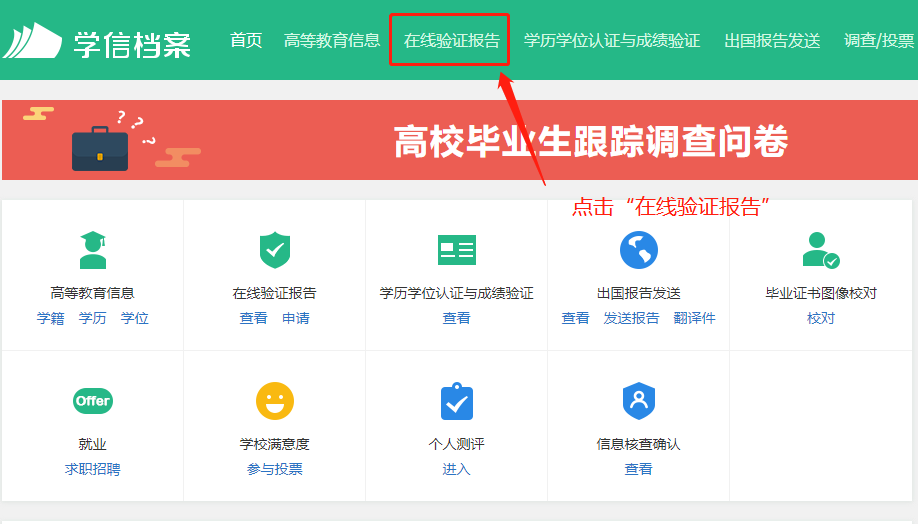 学信档案 首页 高等教育信息 在线验证报告 学历学位认证与成绩验证 出国报告发送 调查/投票
? ? ?
高校毕业生跟踪调查问卷
点击“在线验证报告”
高等教育信息 在线验证报告 学历学位认证与成绩验证 出国报告发送 毕业证书图像校对
学籍 学历 学位 查看 申请 查看 查看 发送报告 翻译件 校对
Offer
就业 学校满意度 个人测评 信息核查确认
求职招聘 参与投票 进入 查看